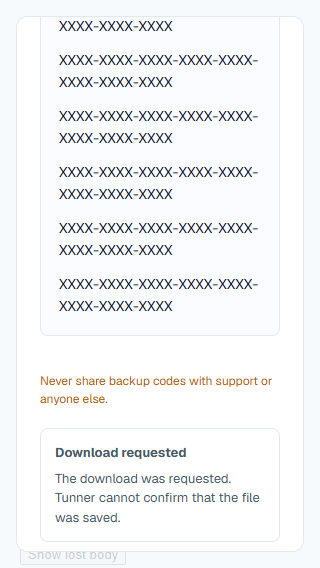 XXXX-XXXX-XXXX
XXXX-XXXX-XXXX-XXXX-XXXX-
XXXX-XXXX-XXXX
XXXX-XXXX-XXXX-XXXX-XXXX-
XXXX-XXXX-XXXX
XXXX-XXXX-XXXX-XXXX-XXXX-
XXXX-XXXX-XXXX
XXXX-XXXX-XXXX-XXXX-XXXX-
XXXX-XXXX-XXXX
XXXX-XXXX-XXXX-XXXX-XXXX-
XXXX-XXXX-XXXX
Never share backup codes with support or
anyone else.
Download requested
The download was requested.
Tunner cannot confirm that the file
was saved.
Show lost body